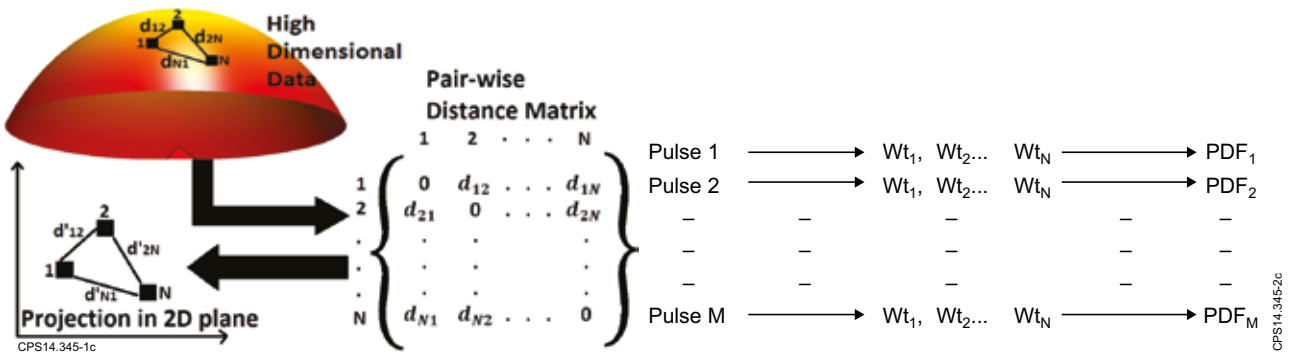 High
Dimensional
Data
2
d12
d2N
1
N
dN1
Pair-wise
Distance Matrix
1 2 . . . N
1 0 d12 . . . d1N
2 d21 0 . . . d2N
. . . .
. . . .
. . . .
N dN1 dN2 . . . 0
2
d'12
d'2N
1
d'N1
N
Projection in 2D plane
CPS14.345-1c
Pulse 1 Wt1, Wt2... WtN PDF1
Pulse 2 Wt1, Wt2... WtN PDF2
– – – – –
– – – – –
– – – – –
Pulse M Wt1, Wt2... WtN PDFM
CPS14.345-2c